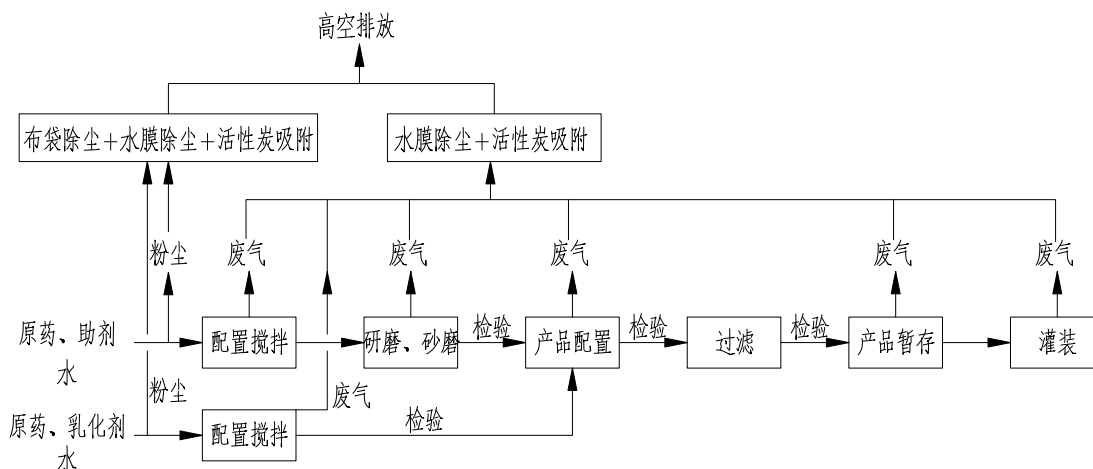 高空排放
布袋除尘+水膜除尘+活性炭吸附
水膜除尘+活性炭吸附
粉尘
废气
废气
废气
废气
废气
原药、助剂
水
配置搅拌
研磨、砂磨
检验
产品配置
检验
过滤
检验
产品暂存
灌装
粉尘
废气
原药、乳化剂
水
配置搅拌
检验